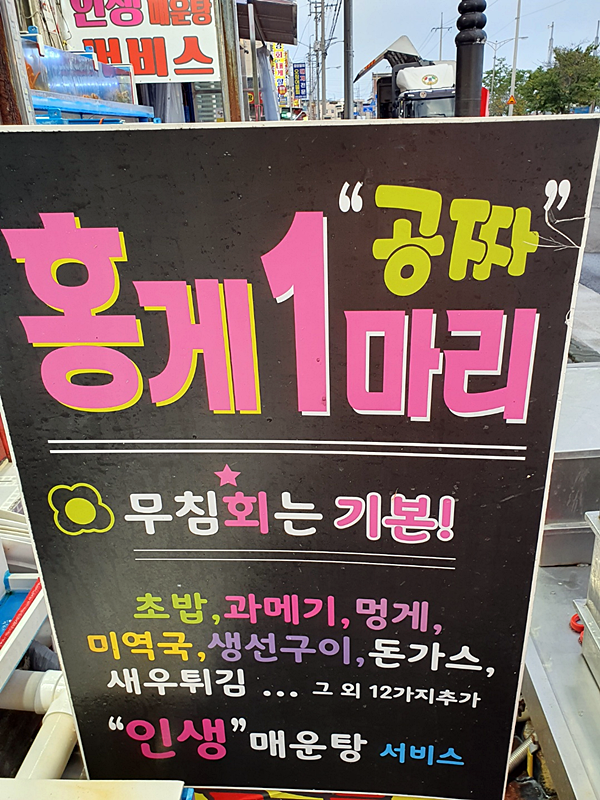 인생 매운탕
서비스
"공짜"
홍게 1마리
무침회는 기본!
초밥, 과메기, 멍게,
미역국, 생선구이, 돈가스,
새우튀김 ... 그 외 12가지추가
"인생" 매운탕 서비스